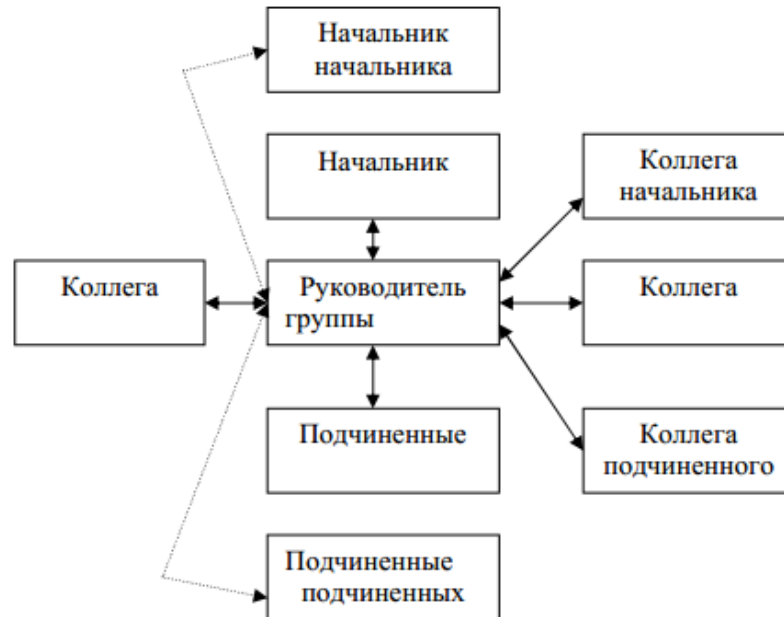 Начальник
начальника
Начальник
Коллега
начальника
Коллега
Руководитель
группы
Коллега
Подчиненные
Коллега
подчиненного
Подчиненные
подчиненных